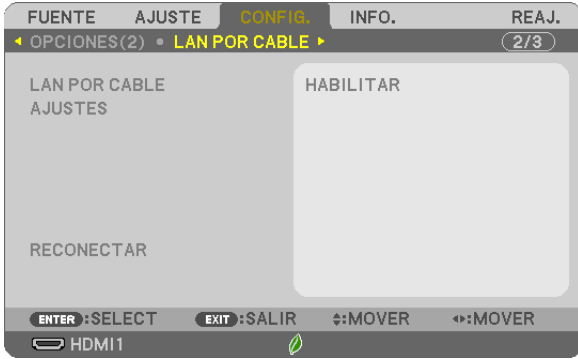 FUENTE AJUSTE CONFIG. INFO. REAJ.
OPCIONES(2) • LAN POR CABLE 2/3
LAN POR CABLE HABILITAR
AJUSTES
RECONECTAR
ENTER :SELECT EXIT :SALIR :MOVER :MOVER
HDMI1